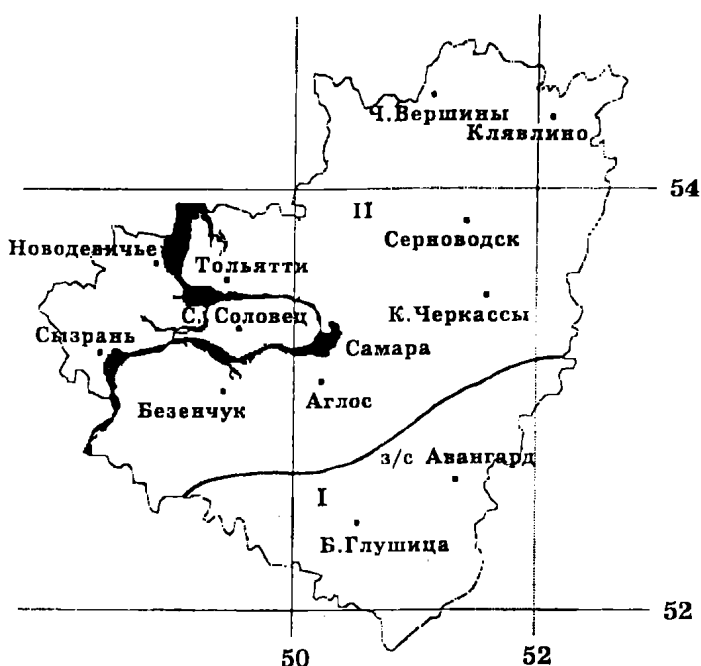 Ч.Вершины
Клявлино
54
II
Серноводск
Новодевичье
Тольятти
К.Черкассы
С. Соловец
Сызрань
Самара
Аглос
Безенчук
з/с Авангард
I
Б.Глушица
52
50
52